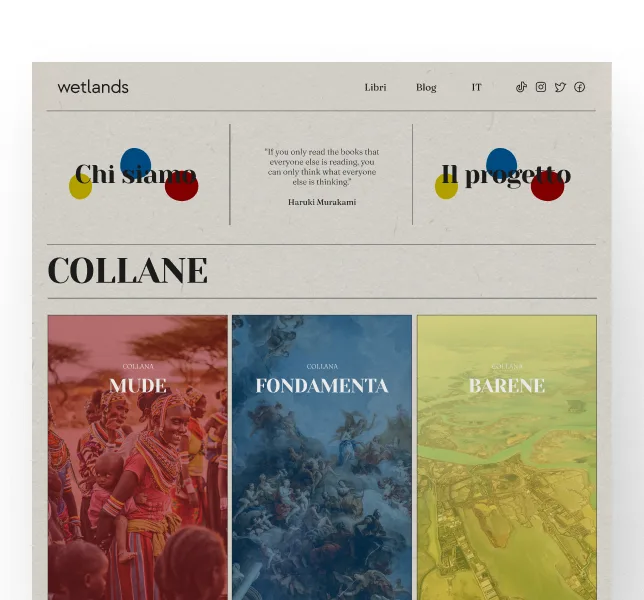 wetlands
Libri Blog IT
Chi siamo
"If you only read the books that
everyone else is reading, you
can only think what everyone
else is thinking."
Haruki Murakami
Il progetto
COLLANE
COLLANA
MUDE
COLLANA
FONDAMENTA
COLLANA
BARENE